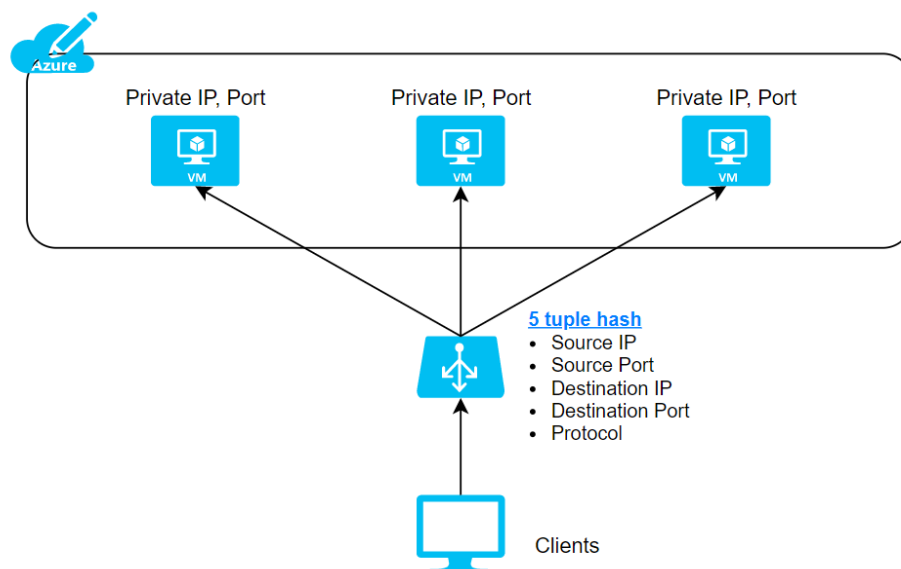 Azure
Private IP, Port
Private IP, Port
Private IP, Port
VM
VM
VM
5 tuple hash
• Source IP
• Source Port
• Destination IP
• Destination Port
• Protocol
Clients